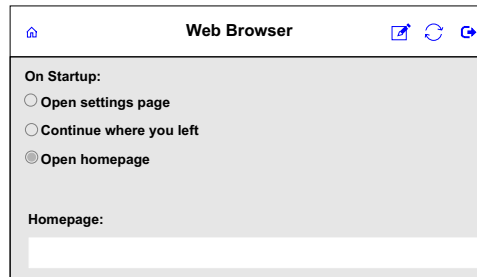 Web Browser
On Startup:
Open settings page
Continue where you left
Open homepage
Homepage: